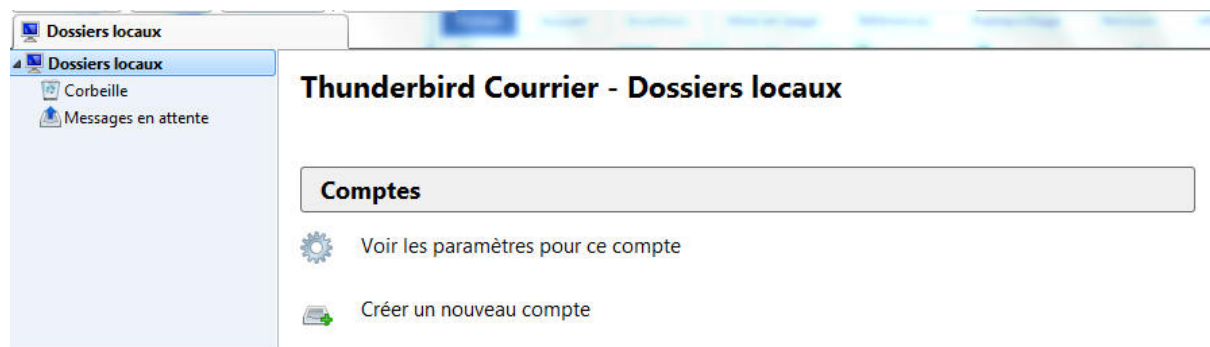 Dossiers locaux
Dossiers locaux
Corbeille
Messages en attente
Thunderbird Courrier - Dossiers locaux
Comptes
Voir les paramètres pour ce compte
Créer un nouveau compte